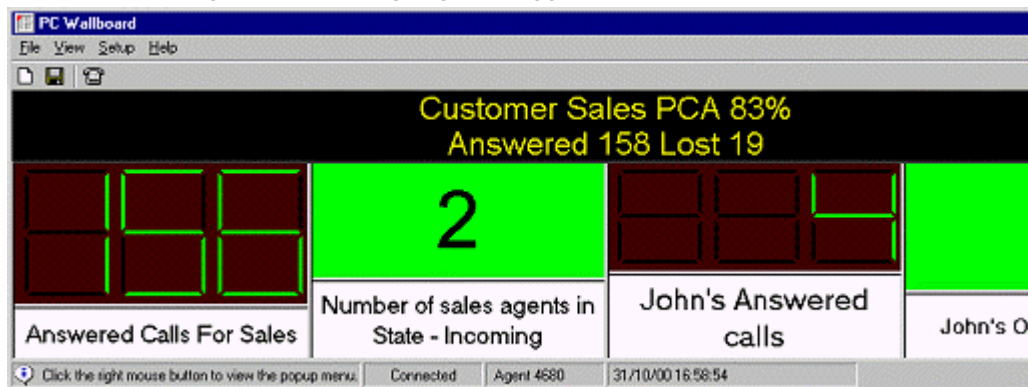 PC Wallboard
File View Setup Help
Customer Sales PCA 83%
Answered 158 Lost 19
2
4
Answered Calls For Sales
Number of sales agents in
State - Incoming
John's Answered
calls
John's O
Click the right mouse button to view the popup menu. Connected Agent 4680 31/10/00 16:58:54